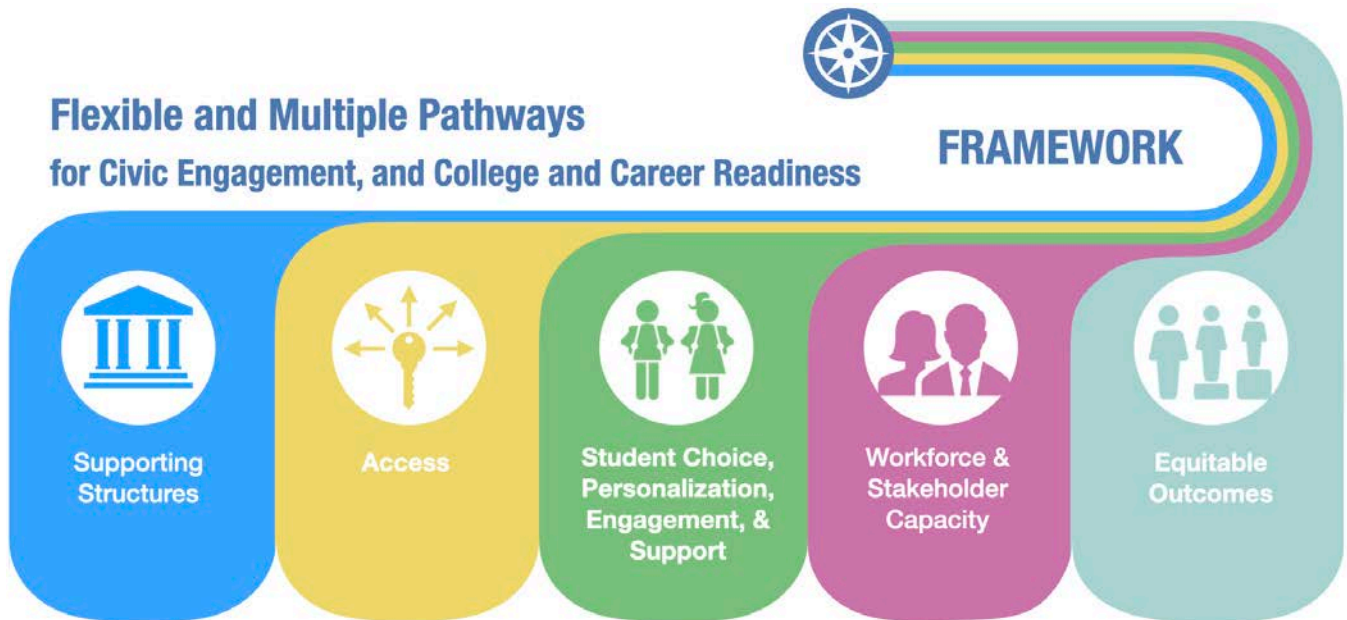 Flexible and Multiple Pathways
for Civic Engagement, and College and Career Readiness
FRAMEWORK
Supporting
Structures
Access
Student Choice,
Personalization,
Engagement, &
Support
Workforce &
Stakeholder
Capacity
Equitable
Outcomes